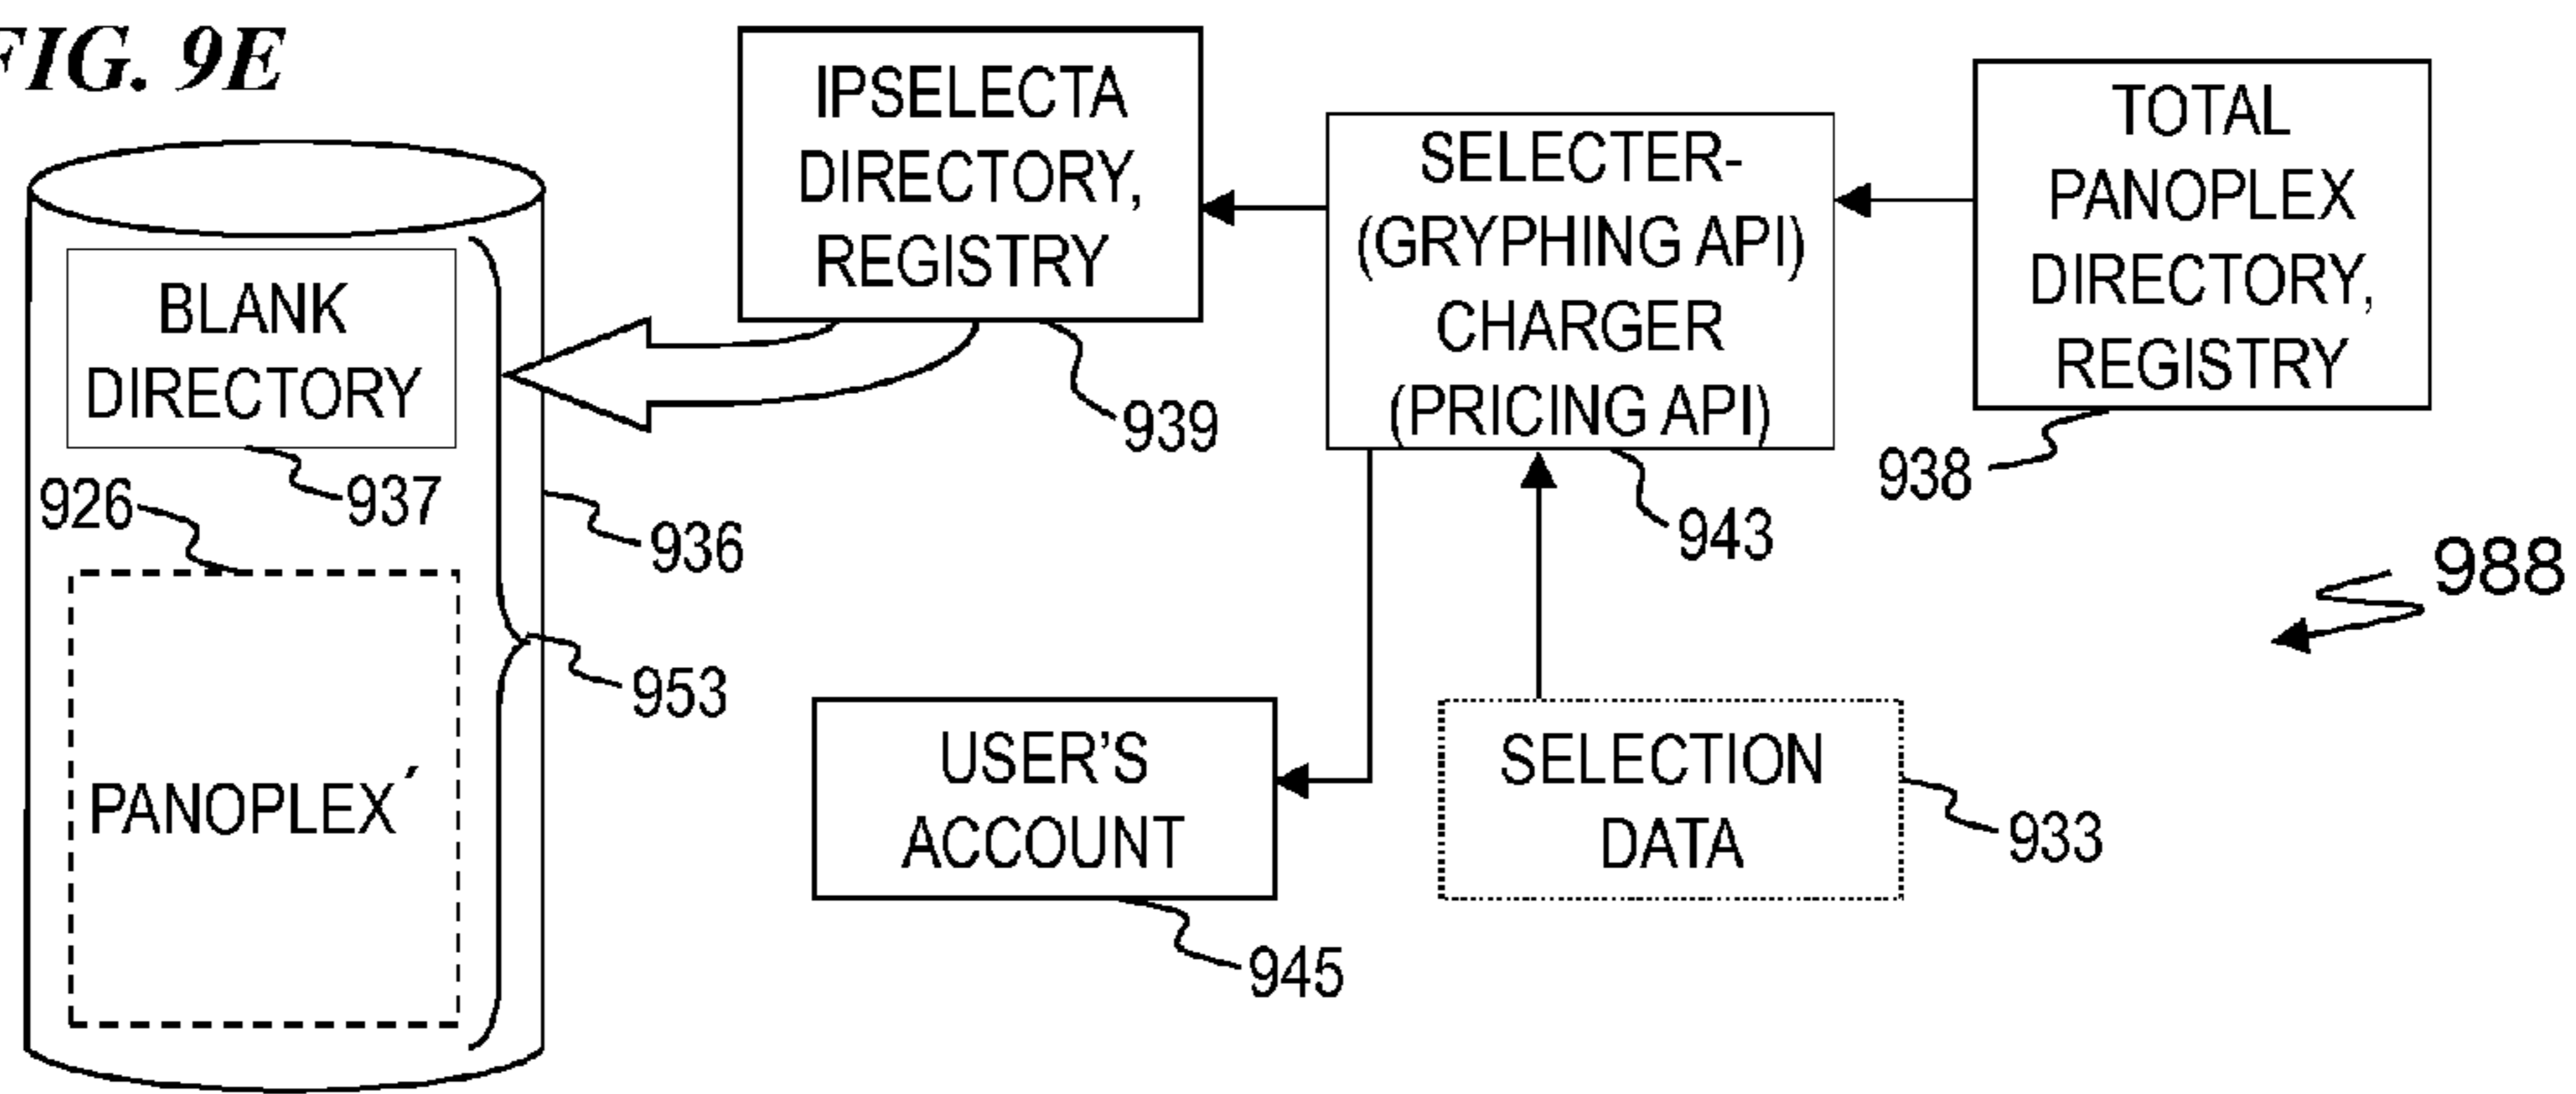 FIG. 9E
IPSELECTA
DIRECTORY,
REGISTRY
939
SELECTER-
(GRYPHING API)
CHARGER
(PRICING API)
943
TOTAL
PANOPLEX
DIRECTORY,
REGISTRY
938
BLANK
DIRECTORY
937
926
936
PANOPLEX´
953
USER'S
ACCOUNT
945
SELECTION
DATA
933
988